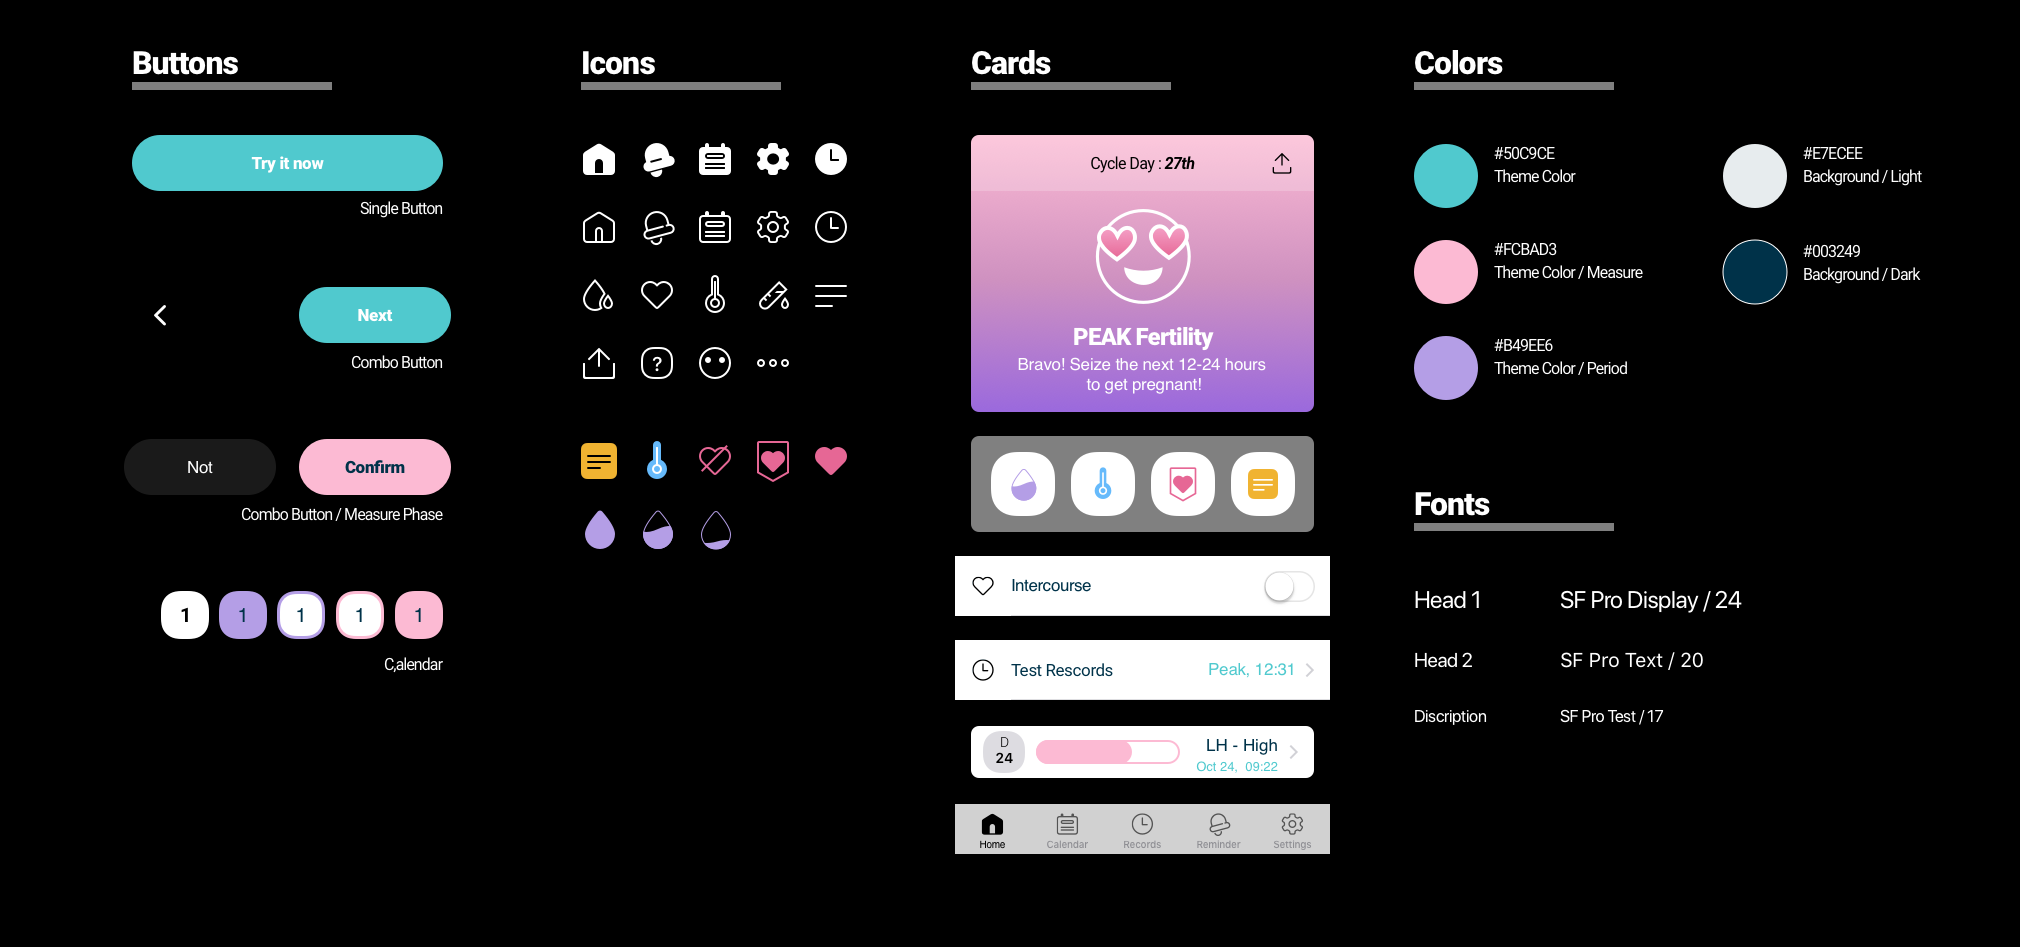 Buttons
Try it now
Single Button
Next
Combo Button
Not
Confirm
Combo Button / Measure Phase
1
1
1
1
1
C,alendar
Icons
?
Cards
Cycle Day : 27th
PEAK Fertility
Bravo! Seize the next 12-24 hours
to get pregnant!
Intercourse
Test Rescords
Peak, 12:31
D
24
LH - High
Oct 24, 09:22
Home
Calendar
Records
Reminder
Settings
Colors
#50C9CE
Theme Color
#E7ECEE
Background / Light
#FCBAD3
Theme Color / Measure
#003249
Background / Dark
#B49EE6
Theme Color / Period
Fonts
Head 1 SF Pro Display / 24
Head 2 SF Pro Text / 20
Discription SF Pro Test / 17